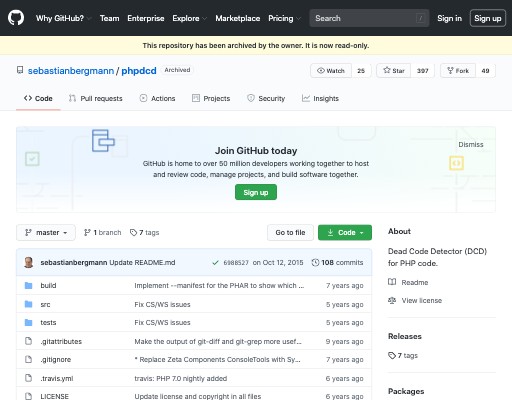 Why GitHub? Team Enterprise Explore Marketplace Pricing Search / Sign in Sign up
This repository has been archived by the owner. It is now read-only.
sebastianbergmann / phpdcd Archived Watch 25 Star 397 Fork 49
Code Pull requests Actions Projects Security Insights
Join GitHub today
Dismiss
GitHub is home to over 50 million developers working together to host
and review code, manage projects, and build software together.
Sign up
master 1 branch 7 tags Go to file Code
sebastianbergmann Update README.md 6988527 on Oct 12, 2015 108 commits
build Implement --manifest for the PHAR to show which ... 7 years ago
src Fix CS/WS issues 5 years ago
tests Fix CS/WS issues 5 years ago
.gitattributes Make the output of git-diff and git-grep more usef... 9 years ago
.gitignore * Replace Zeta Components ConsoleTools with Sy... 7 years ago
.travis.yml travis: PHP 7.0 nightly added 6 years ago
LICENSE Update license and copyright in all files 6 years ago
About
Dead Code Detector (DCD)
for PHP code.
Readme
View license
Releases
7 tags
Packages